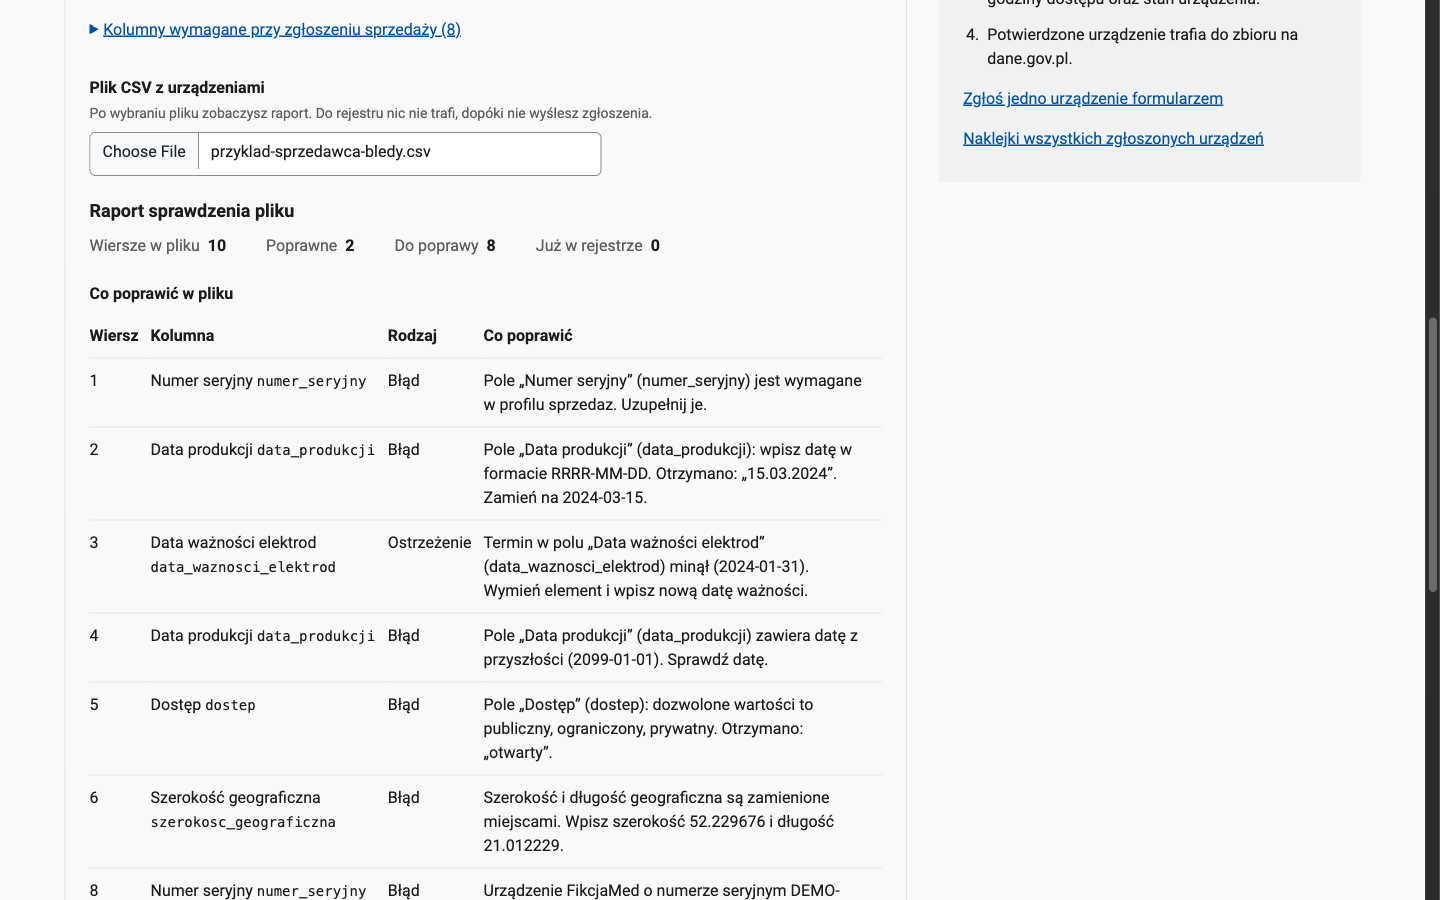 Kolumny wymagane przy zgłoszeniu sprzedaży (8)
Plik CSV z urządzeniami
Po wybraniu pliku zobaczysz raport. Do rejestru nic nie trafi, dopóki nie wyślesz zgłoszenia.
Choose File przyklad-sprzedawca-bledy.csv
Raport sprawdzenia pliku
Wiersze w pliku 10 Poprawne 2 Do poprawy 8 Już w rejestrze 0
Co poprawić w pliku
Wiersz Kolumna Rodzaj Co poprawić
1 Numer seryjny numer_seryjny Błąd Pole „Numer seryjny” (numer_seryjny) jest wymagane
w profilu sprzedaz. Uzupełnij je.
2 Data produkcji data_produkcji Błąd Pole „Data produkcji” (data_produkcji): wpisz datę w
formacie RRRR-MM-DD. Otrzymano: „15.03.2024”.
Zamień na 2024-03-15.
3 Data ważności elektrod Ostrzeżenie Termin w polu „Data ważności elektrod”
data_waznosci_elektrod (data_waznosci_elektrod) minął (2024-01-31).
Wymień element i wpisz nową datę ważności.
4 Data produkcji data_produkcji Błąd Pole „Data produkcji” (data_produkcji) zawiera datę z
przyszłości (2099-01-01). Sprawdź datę.
5 Dostęp dostep Błąd Pole „Dostęp” (dostep): dozwolone wartości to
publiczny, ograniczony, prywatny. Otrzymano:
„otwarty”.
6 Szerokość geograficzna Błąd Szerokość i długość geograficzna są zamienione
szerokosc_geograficzna miejscami. Wpisz szerokość 52.229676 i długość
21.012229.
8 Numer seryjny numer_seryjny Błąd Urządzenie FikcjaMed o numerze seryjnym DEMO-
godziny dostępu oraz stan urządzenia.
4. Potwierdzone urządzenie trafia do zbioru na
dane.gov.pl.
Zgłoś jedno urządzenie formularzem
Naklejki wszystkich zgłoszonych urządzeń